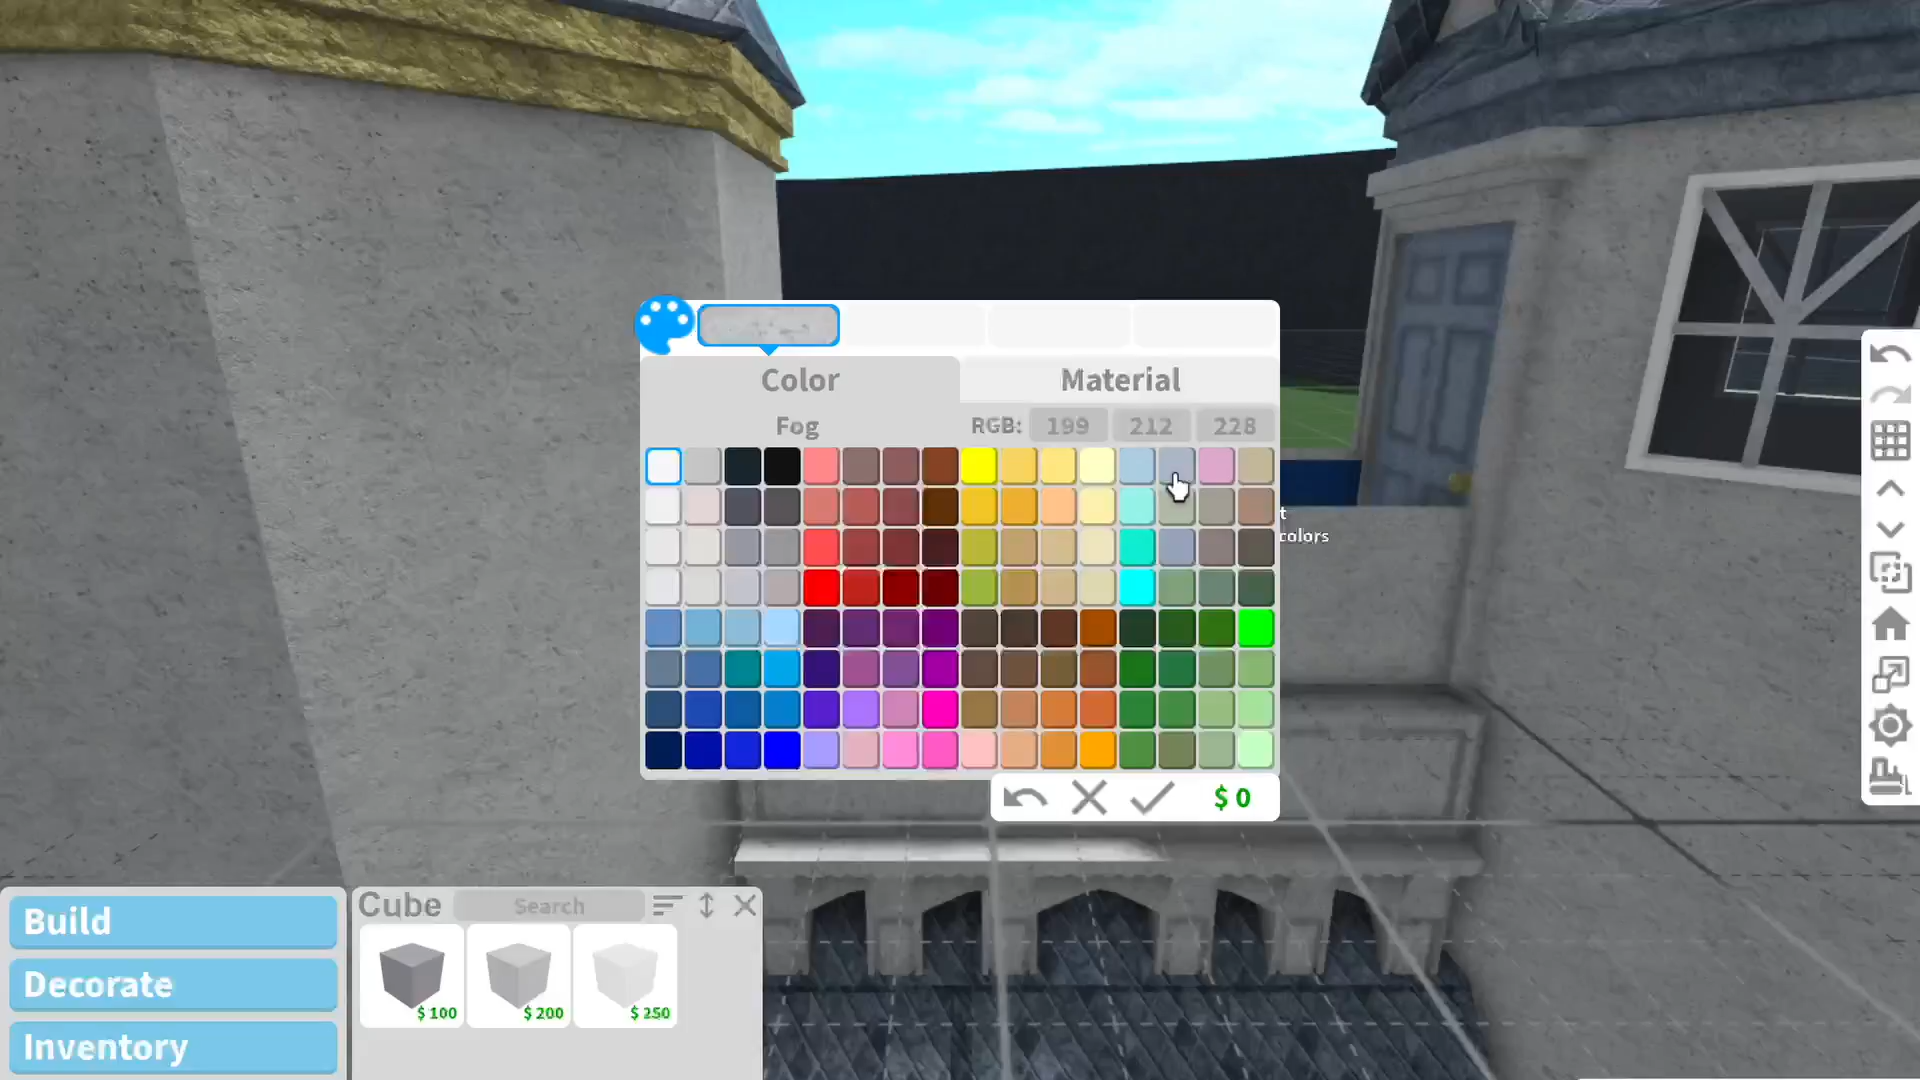 Color
Material
Fog
RGB: 199 212 228
t
colors
$ 0
Build
Decorate
Inventory
Cube
Search
$ 100
$ 200
$ 250